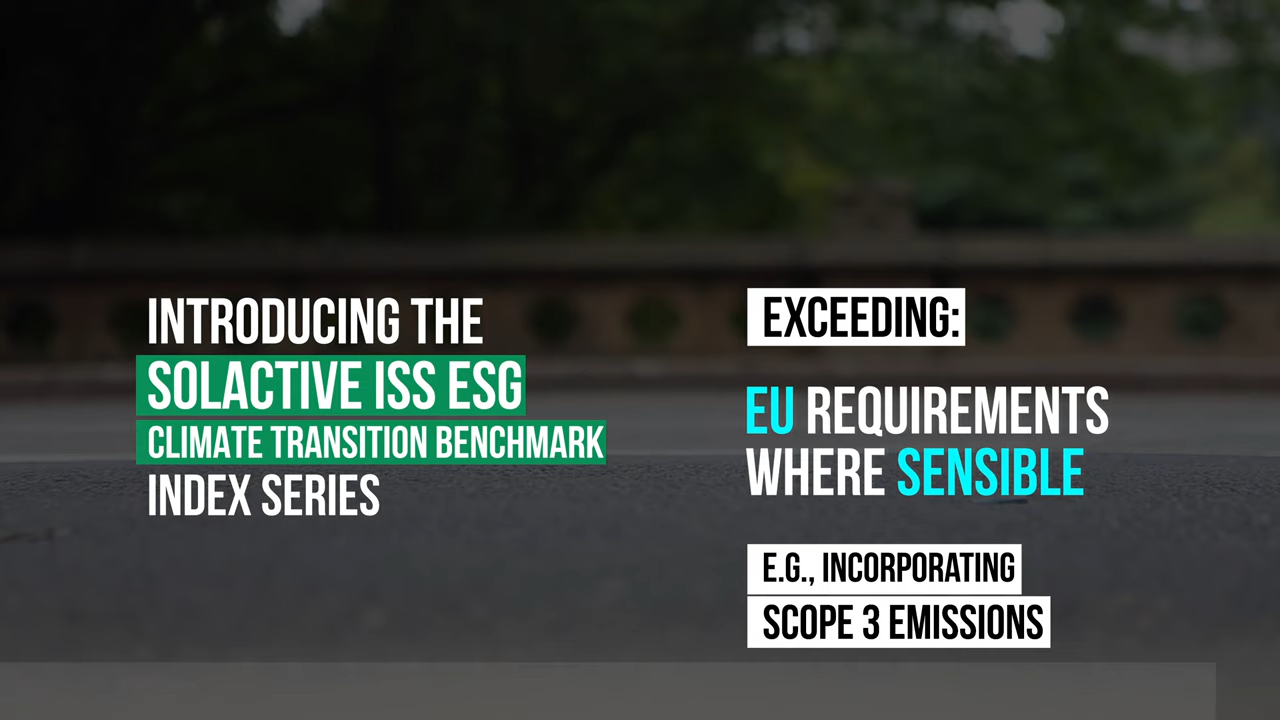 INTRODUCING THE
SOLACTIVE ISS ESG
CLIMATE TRANSITION BENCHMARK
INDEX SERIES
EXCEEDING:
EU REQUIREMENTS
WHERE SENSIBLE
E.G., INCORPORATING
SCOPE 3 EMISSIONS